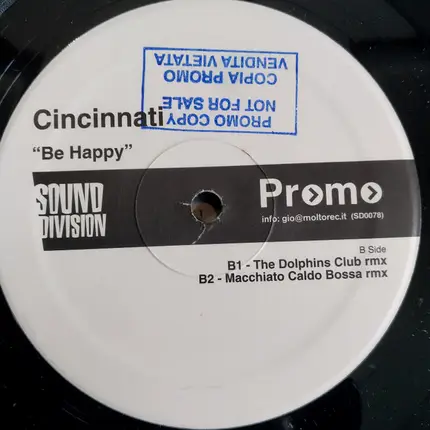 PROMO COPY
NOT FOR SALE
COPIA PROMO
VENDITA VIETATA
Cincinnati
"Be Happy"
SOUND
DIVISION
Promo
info: gio@moltorec.it (SD0078)
B Side
B1 - The Dolphins Club rmx
B2 - Macchiato Caldo Bossa rmx